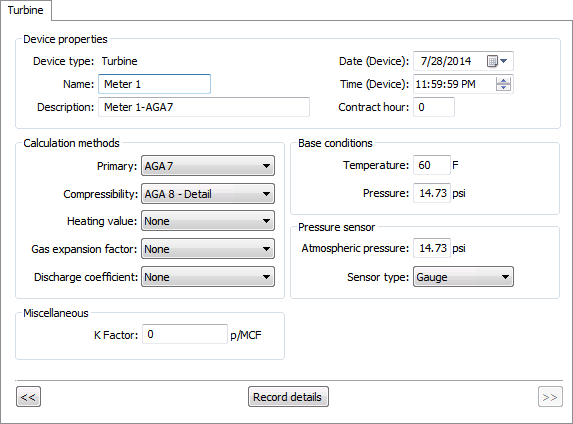 Turbine
Device properties
Device type: Turbine
Date (Device): 7/28/2014
Name: Meter 1
Time (Device): 11:59:59 PM
Description: Meter 1-AGA7
Contract hour: 0
Calculation methods
Primary: AGA7
Compressibility: AGA 8 - Detail
Heating value: None
Gas expansion factor: None
Discharge coefficient: None
Base conditions
Temperature: 60 F
Pressure: 14.73 psi
Pressure sensor
Atmospheric pressure: 14.73 psi
Sensor type: Gauge
Miscellaneous
K Factor: 0 p/MCF
<< Record details >>